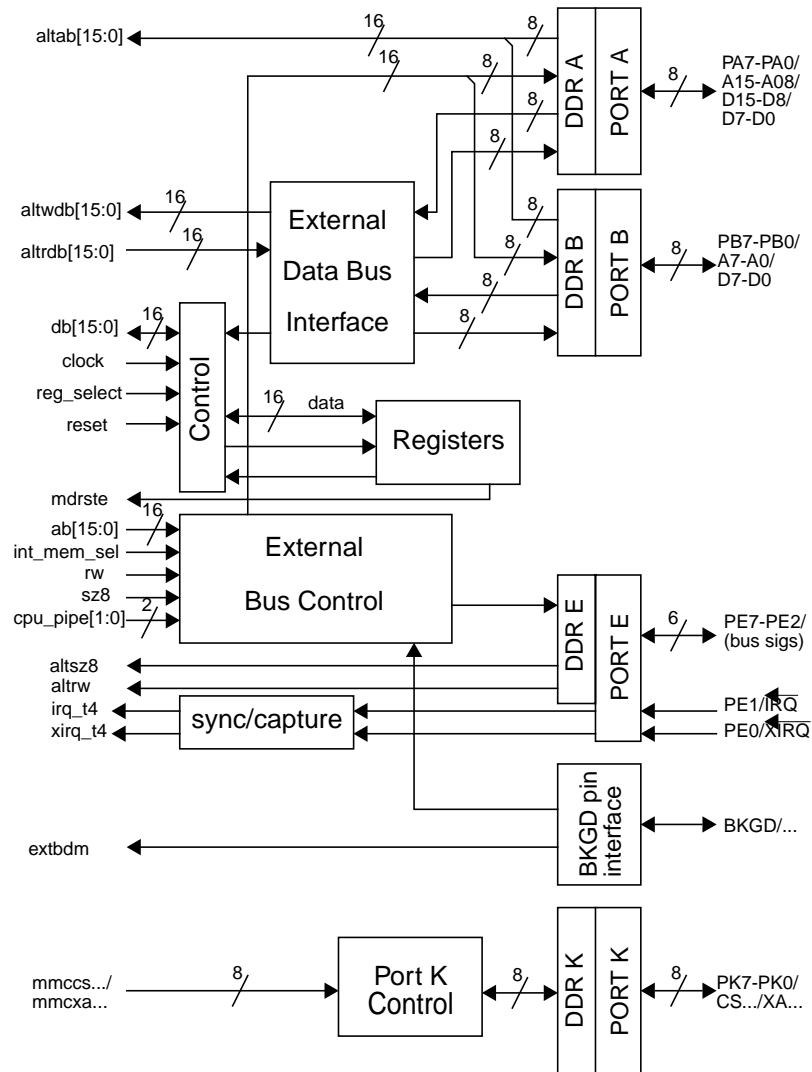 altab[15:0]
16
8
16
8
DDR A
PORT A
8
PA7-PA0/
A15-A08/
D15-D8/
D7-D0
8
8
altwdb[15:0]
16
altrdb[15:0]
16
External
Data Bus
Interface
8
8
8
8
DDR B
PORT B
8
PB7-PB0/
A7-A0/
D7-D0
db[15:0]
16
clock
reg_select
reset
Control
16
data
Registers
mdrste
ab[15:0]
16
int_mem_sel
rw
sz8
cpu_pipe[1:0]
2
External
Bus Control
DDR E
PORT E
6
PE7-PE2/
(bus sigs)
altsz8
altrw
irq_t4
xirq_t4
sync/capture
PE1/IRQ
PE0/XIRQ
BKGD pin
interface
BKGD/...
extbdm
mmccs.../
mmcxa...
8
Port K
Control
8
DDR K
PORT K
8
PK7-PK0/
CS.../XA...